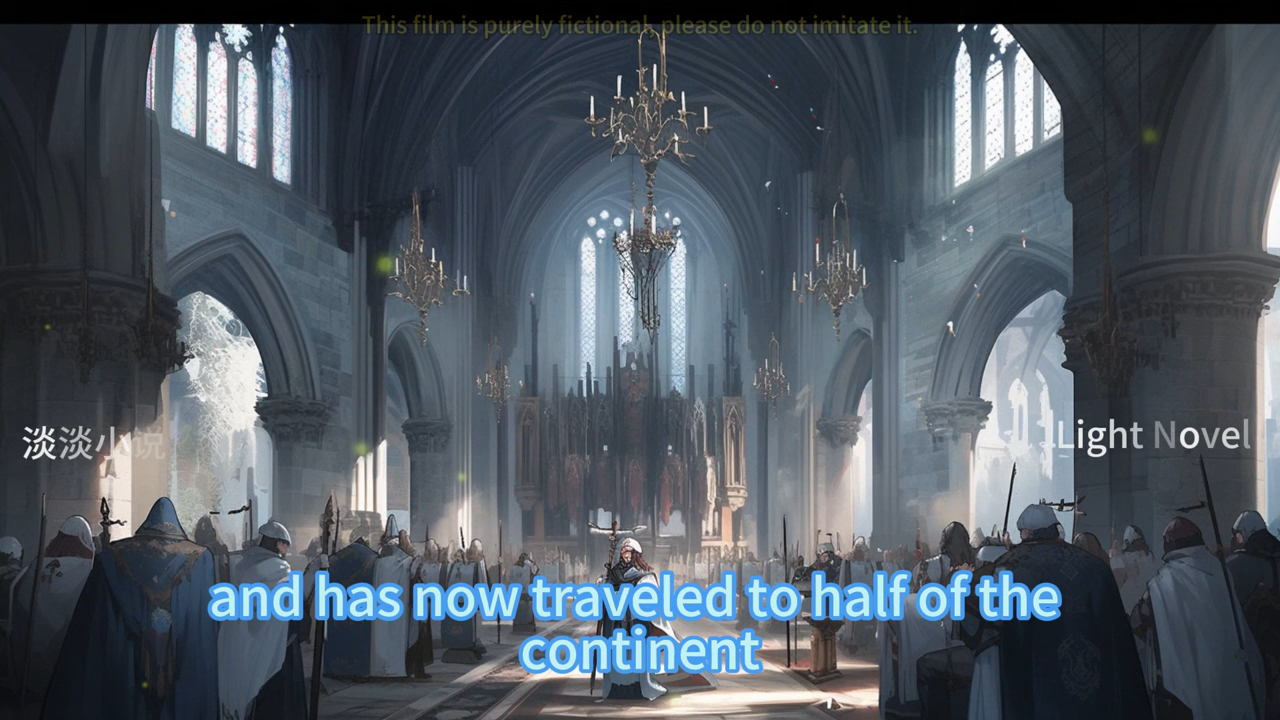 This film is purely fictional, please do not imitate it.
淡淡小说
Light Novel
and has now traveled to half of the
continent